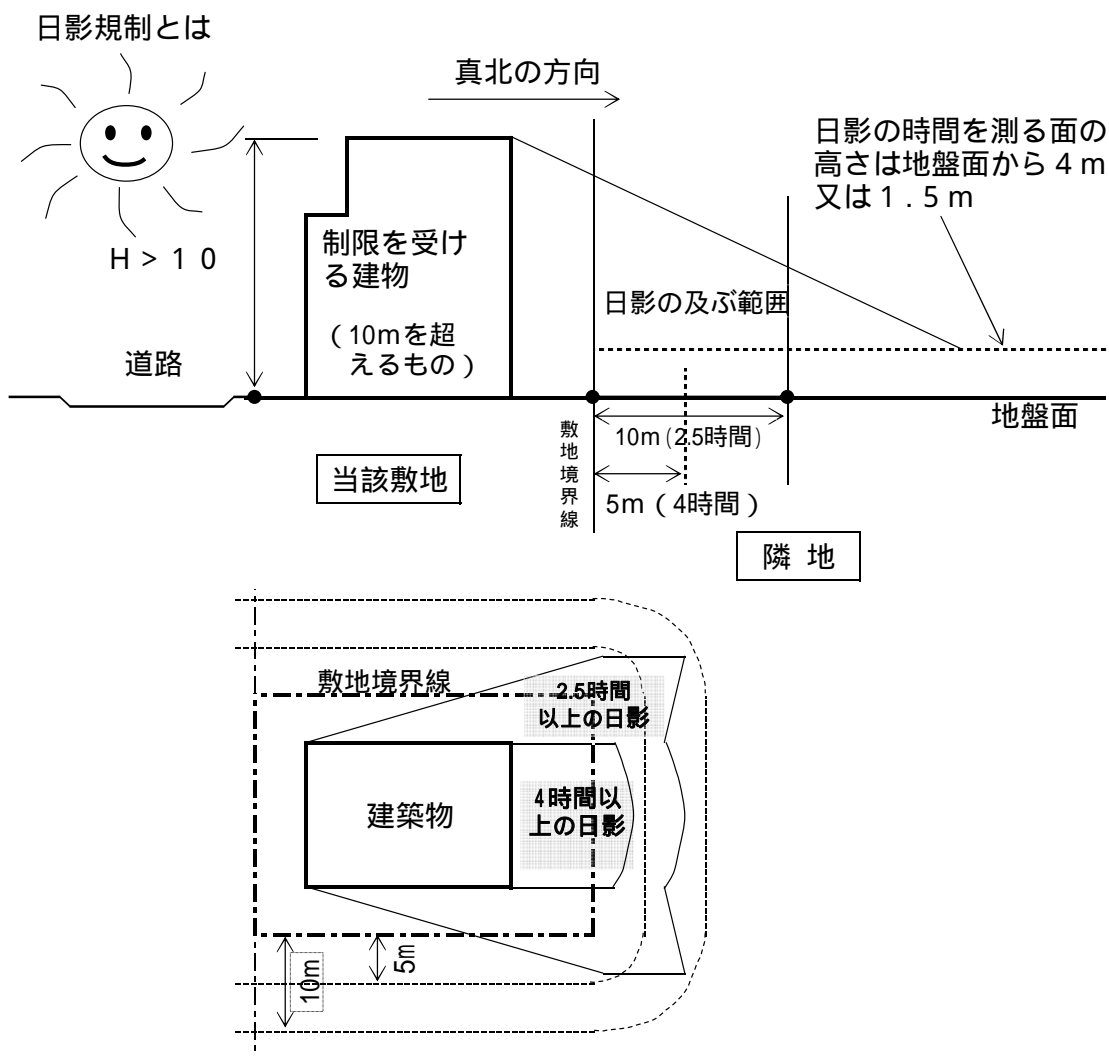 日影規制とは
真北の方向
日影の時間を測る面の
高さは地盤面から４ｍ
又は１．５ｍ
Ｈ＞１０
制限を受け
る建物
（10mを超
えるもの）
日影の及ぶ範囲
道路
地盤面
敷地境界線
10m（2.5時間）
5m（4時間）
当該敷地
隣 地
敷地境界線
2.5時間
以上の日影
建築物
4時間以
上の日影
5m
10m